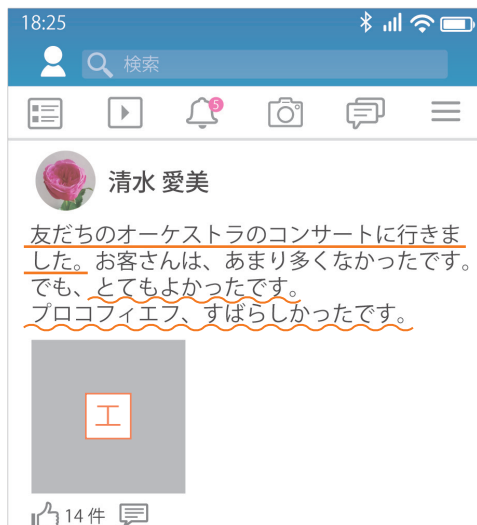 18:25
検索
5
清水 愛美
友だちのオーケストラのコンサートに行きま
した。お客さんは、あまり多くなかったです。
でも、とてもよかったです。
プロコフィエフ、すばらしかったです。
エ
14件